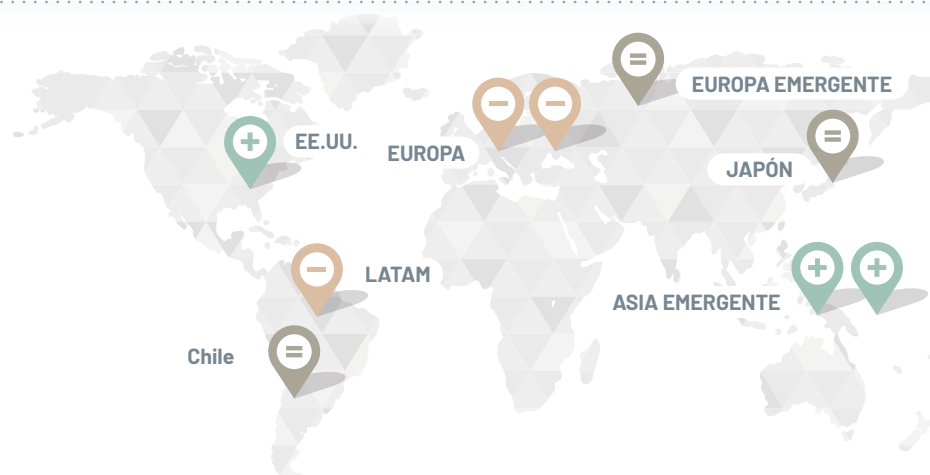 EUROPA EMERGENTE
EE.UU.
EUROPA
JAPÓN
LATAM
ASIA EMERGENTE
Chile